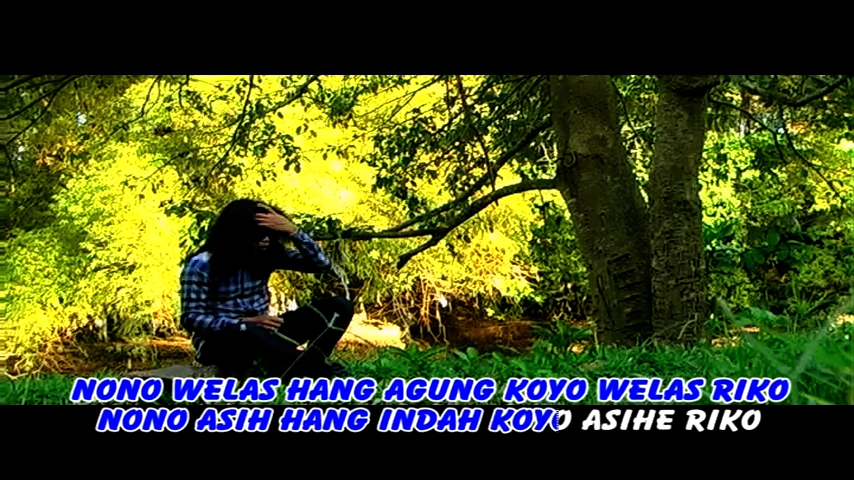 NONO WELAS HANG AGUNG KOYO WELAS RIKO
NONO ASIH HANG INDAH KOYO ASIHE RIKO